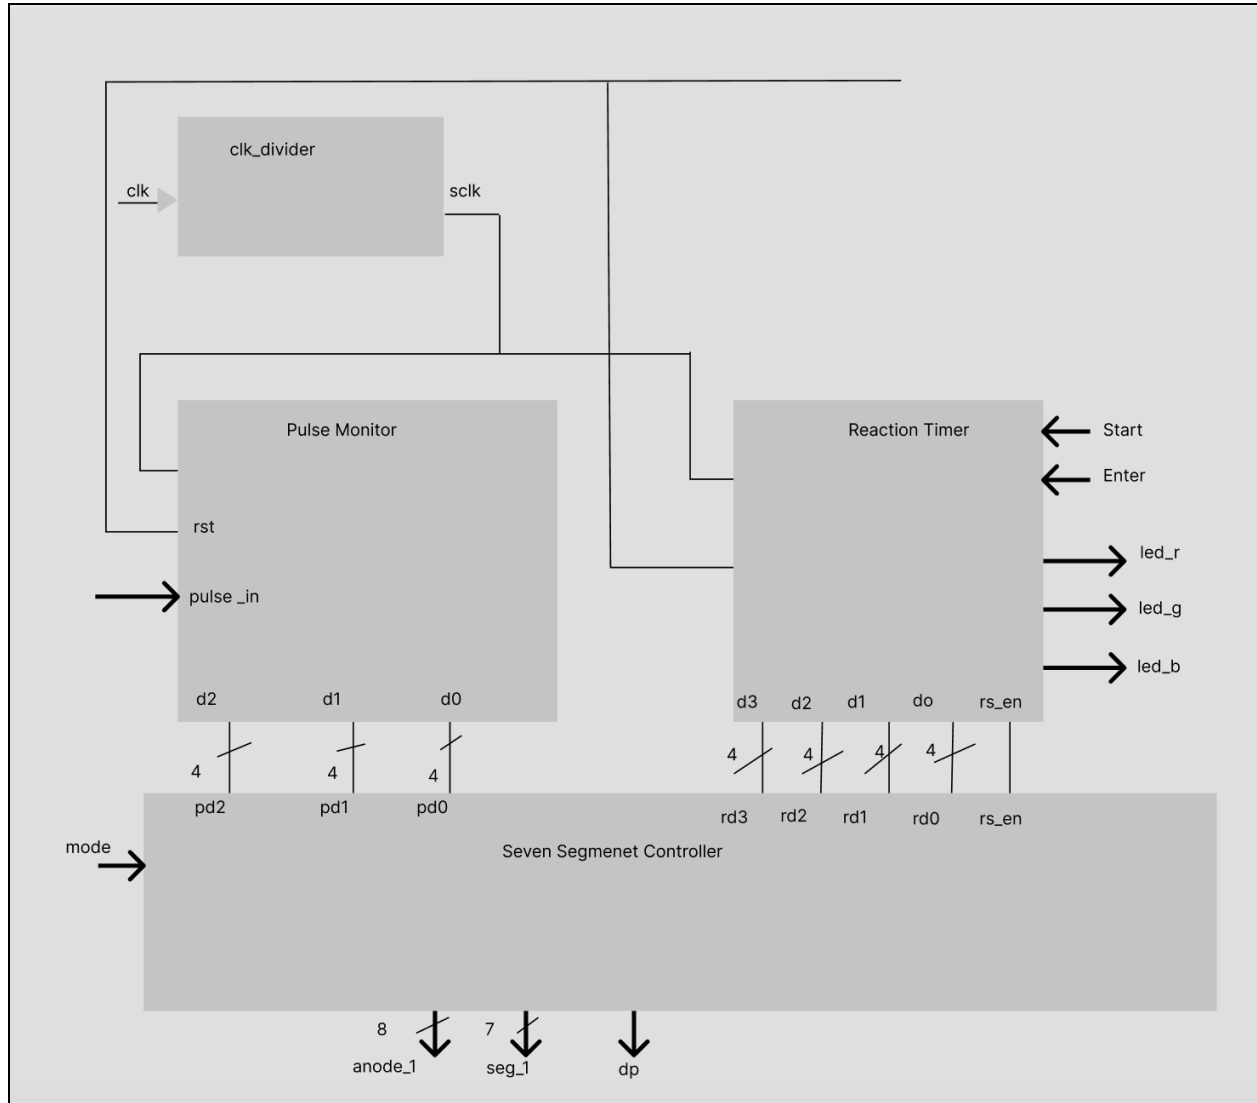 clk_divider
clk
sclk
Pulse Monitor
Reaction Timer
Start
Enter
rst
led_r
pulse _in
led_g
led_b
d2
d1
d0
d3
d2
d1
do
rs_en
4
4
4
4
4
4
4
pd2
pd1
pd0
rd3
rd2
rd1
rd0
rs_en
mode
Seven Segmenet Controller
8
7
anode_1
seg_1
dp